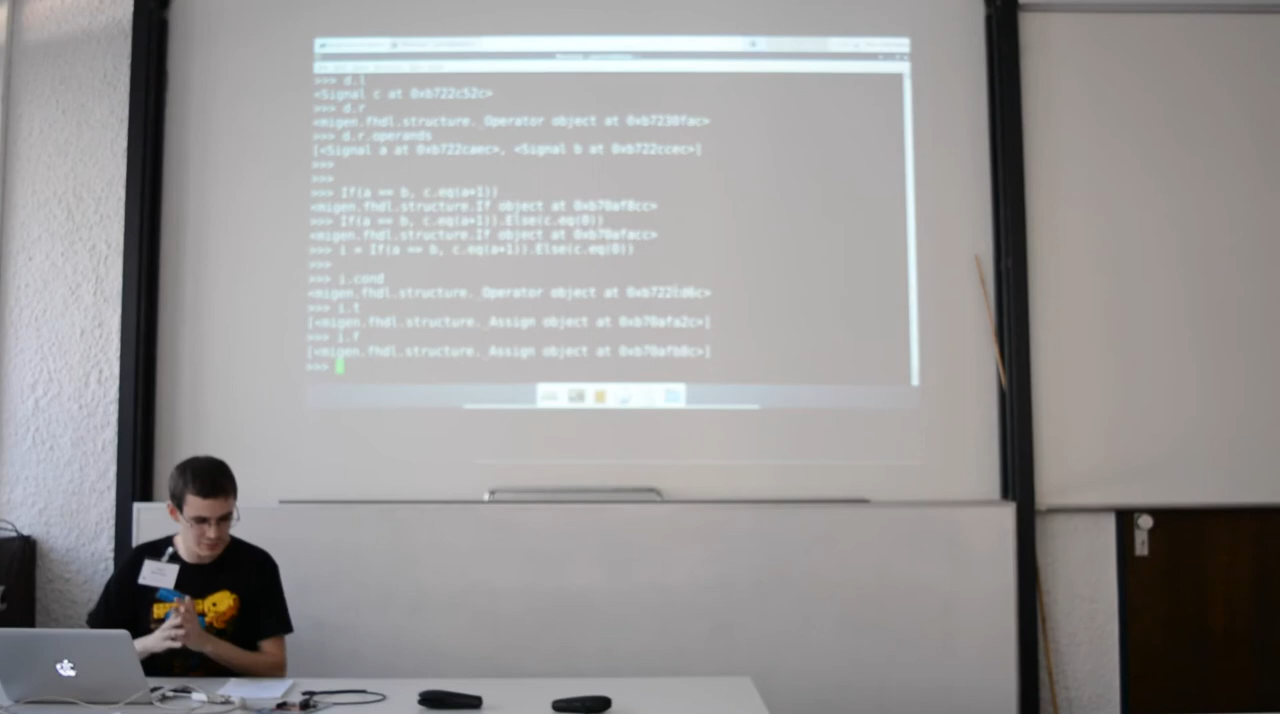 >>> d.l
<Signal c at 0xb722c52c>
>>> d.r
<migen.fhdl.structure._Operator object at 0xb7230fac>
>>> d.r.operands
[<Signal a at 0xb722caec>, <Signal b at 0xb722ccec>]
>>>
>>>
>>> If(a == b, c.eq(a+1))
<migen.fhdl.structure.If object at 0xb70af8cc>
>>> If(a == b, c.eq(a+1)).Else(c.eq(0))
<migen.fhdl.structure.If object at 0xb70afacc>
>>> i = If(a == b, c.eq(a+1)).Else(c.eq(0))
>>>
>>> i.cond
<migen.fhdl.structure._Operator object at 0xb722cd6c>
>>> i.t
[<migen.fhdl.structure._Assign object at 0xb70afa2c>]
>>> i.f
[<migen.fhdl.structure._Assign object at 0xb70afb8c>]
>>>